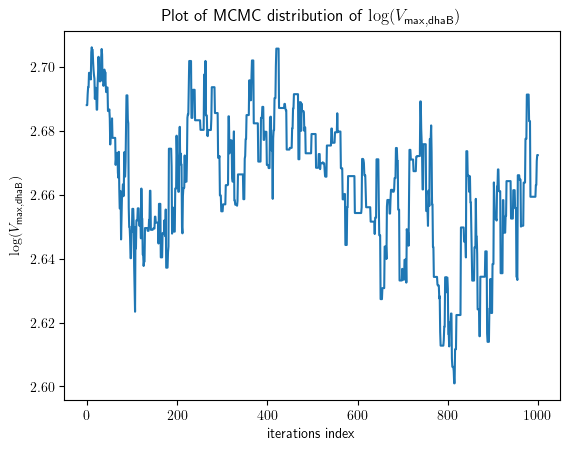 Plot of MCMC distribution of log(V_max,dhaB)
log(V_max,dhaB)
2.70
2.68
2.66
2.64
2.62
2.60
0 200 400 600 800 1000
iterations index